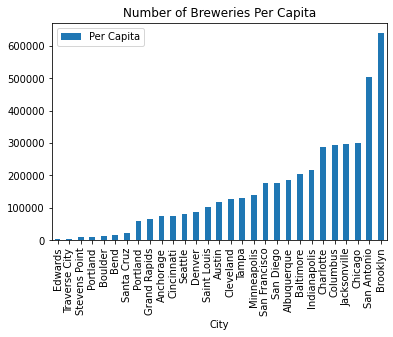 Number of Breweries Per Capita
Per Capita
600000
500000
400000
300000
200000
100000
0
Edwards
Traverse City
Stevens Point
Portland
Boulder
Bend
Santa Cruz
Portland
Grand Rapids
Anchorage
Cincinnati
Seattle
Denver
Saint Louis
Austin
Cleveland
Tampa
Minneapolis
San Francisco
San Diego
Albuquerque
Baltimore
Indianapolis
Charlotte
Columbus
Jacksonville
Chicago
San Antonio
Brooklyn
City